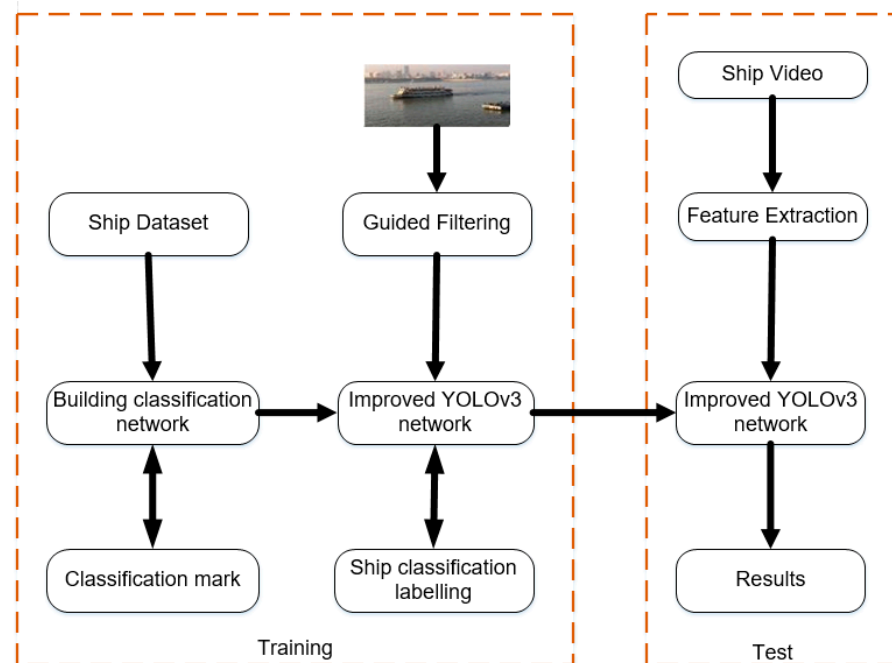 Ship Video
Ship Dataset
Guided Filtering
Feature Extraction
Building classification
network
Improved YOLOv3
network
Improved YOLOv3
network
Classification mark
Ship classification
labelling
Results
Training
Test